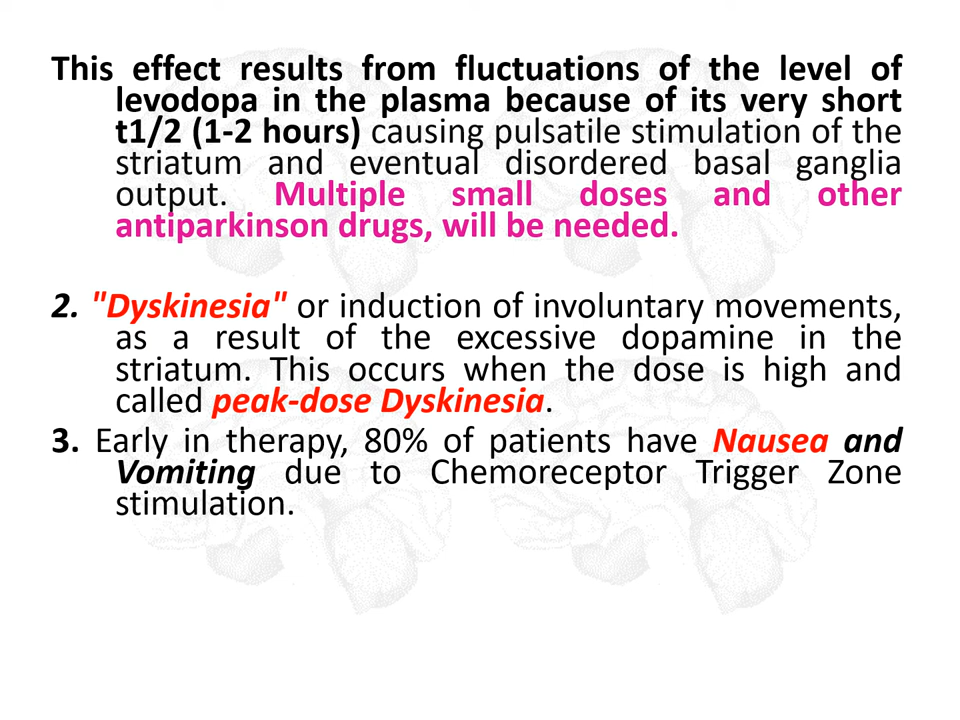 This effect results from fluctuations of the level of
levodopa in the plasma because of its very short
t1/2 (1-2 hours) causing pulsatile stimulation of the
striatum and eventual disordered basal ganglia
output. Multiple small doses and other
antiparkinson drugs, will be needed.
2. "Dyskinesia" or induction of involuntary movements,
as a result of the excessive dopamine in the
striatum. This occurs when the dose is high and
called peak-dose Dyskinesia.
3. Early in therapy, 80% of patients have Nausea and
Vomiting due to Chemoreceptor Trigger Zone
stimulation.